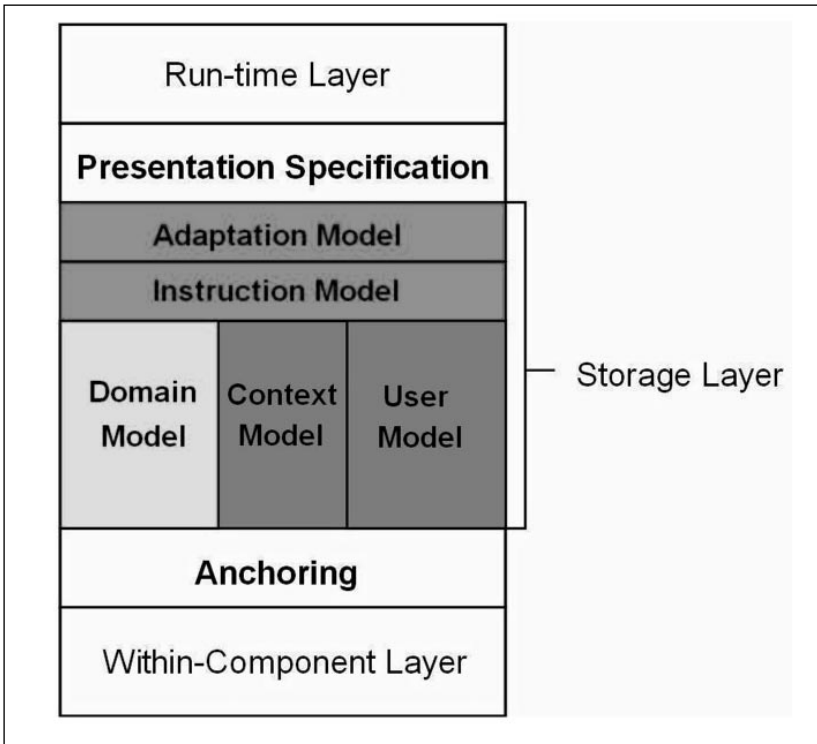 Run-time Layer
Presentation Specification
Adaptation Model
Instruction Model
Domain
Model
Context
Model
User
Model
Storage Layer
Anchoring
Within-Component Layer